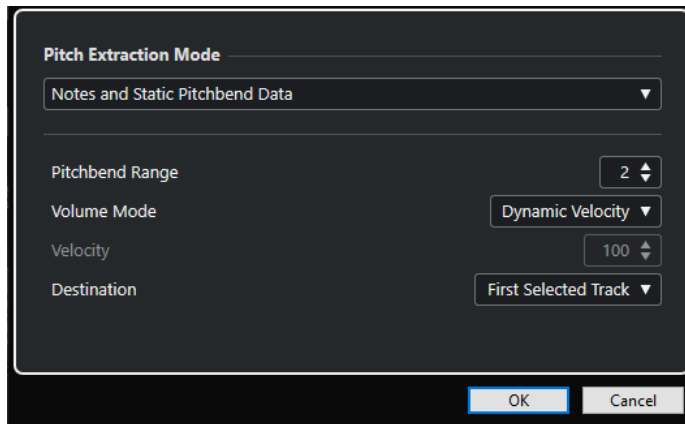 Pitch Extraction Mode
Notes and Static Pitchbend Data
Pitchbend Range 2
Volume Mode Dynamic Velocity
Velocity 100
Destination First Selected Track
OK Cancel